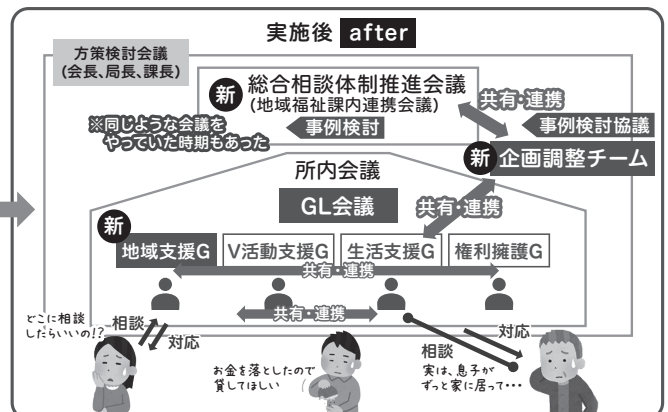 実施後 after
方策検討会議
(会長、局長、課長)
新 総合相談体制推進会議
(地域福祉課内連携会議)
共有・連携
※同じような会議を
やっていた時期もあった
事例検討
事例検討協議
新 企画調整チーム
所内会議
GL会議
共有・連携
新
地域支援G
V活動支援G
生活支援G
権利擁護G
共有・連携
共有・連携
どこに相談
したらいいの!?
相談
対応
お金を落としたので
貸してほしい
対応
相談
実は、息子が
ずっと家に居って・・・